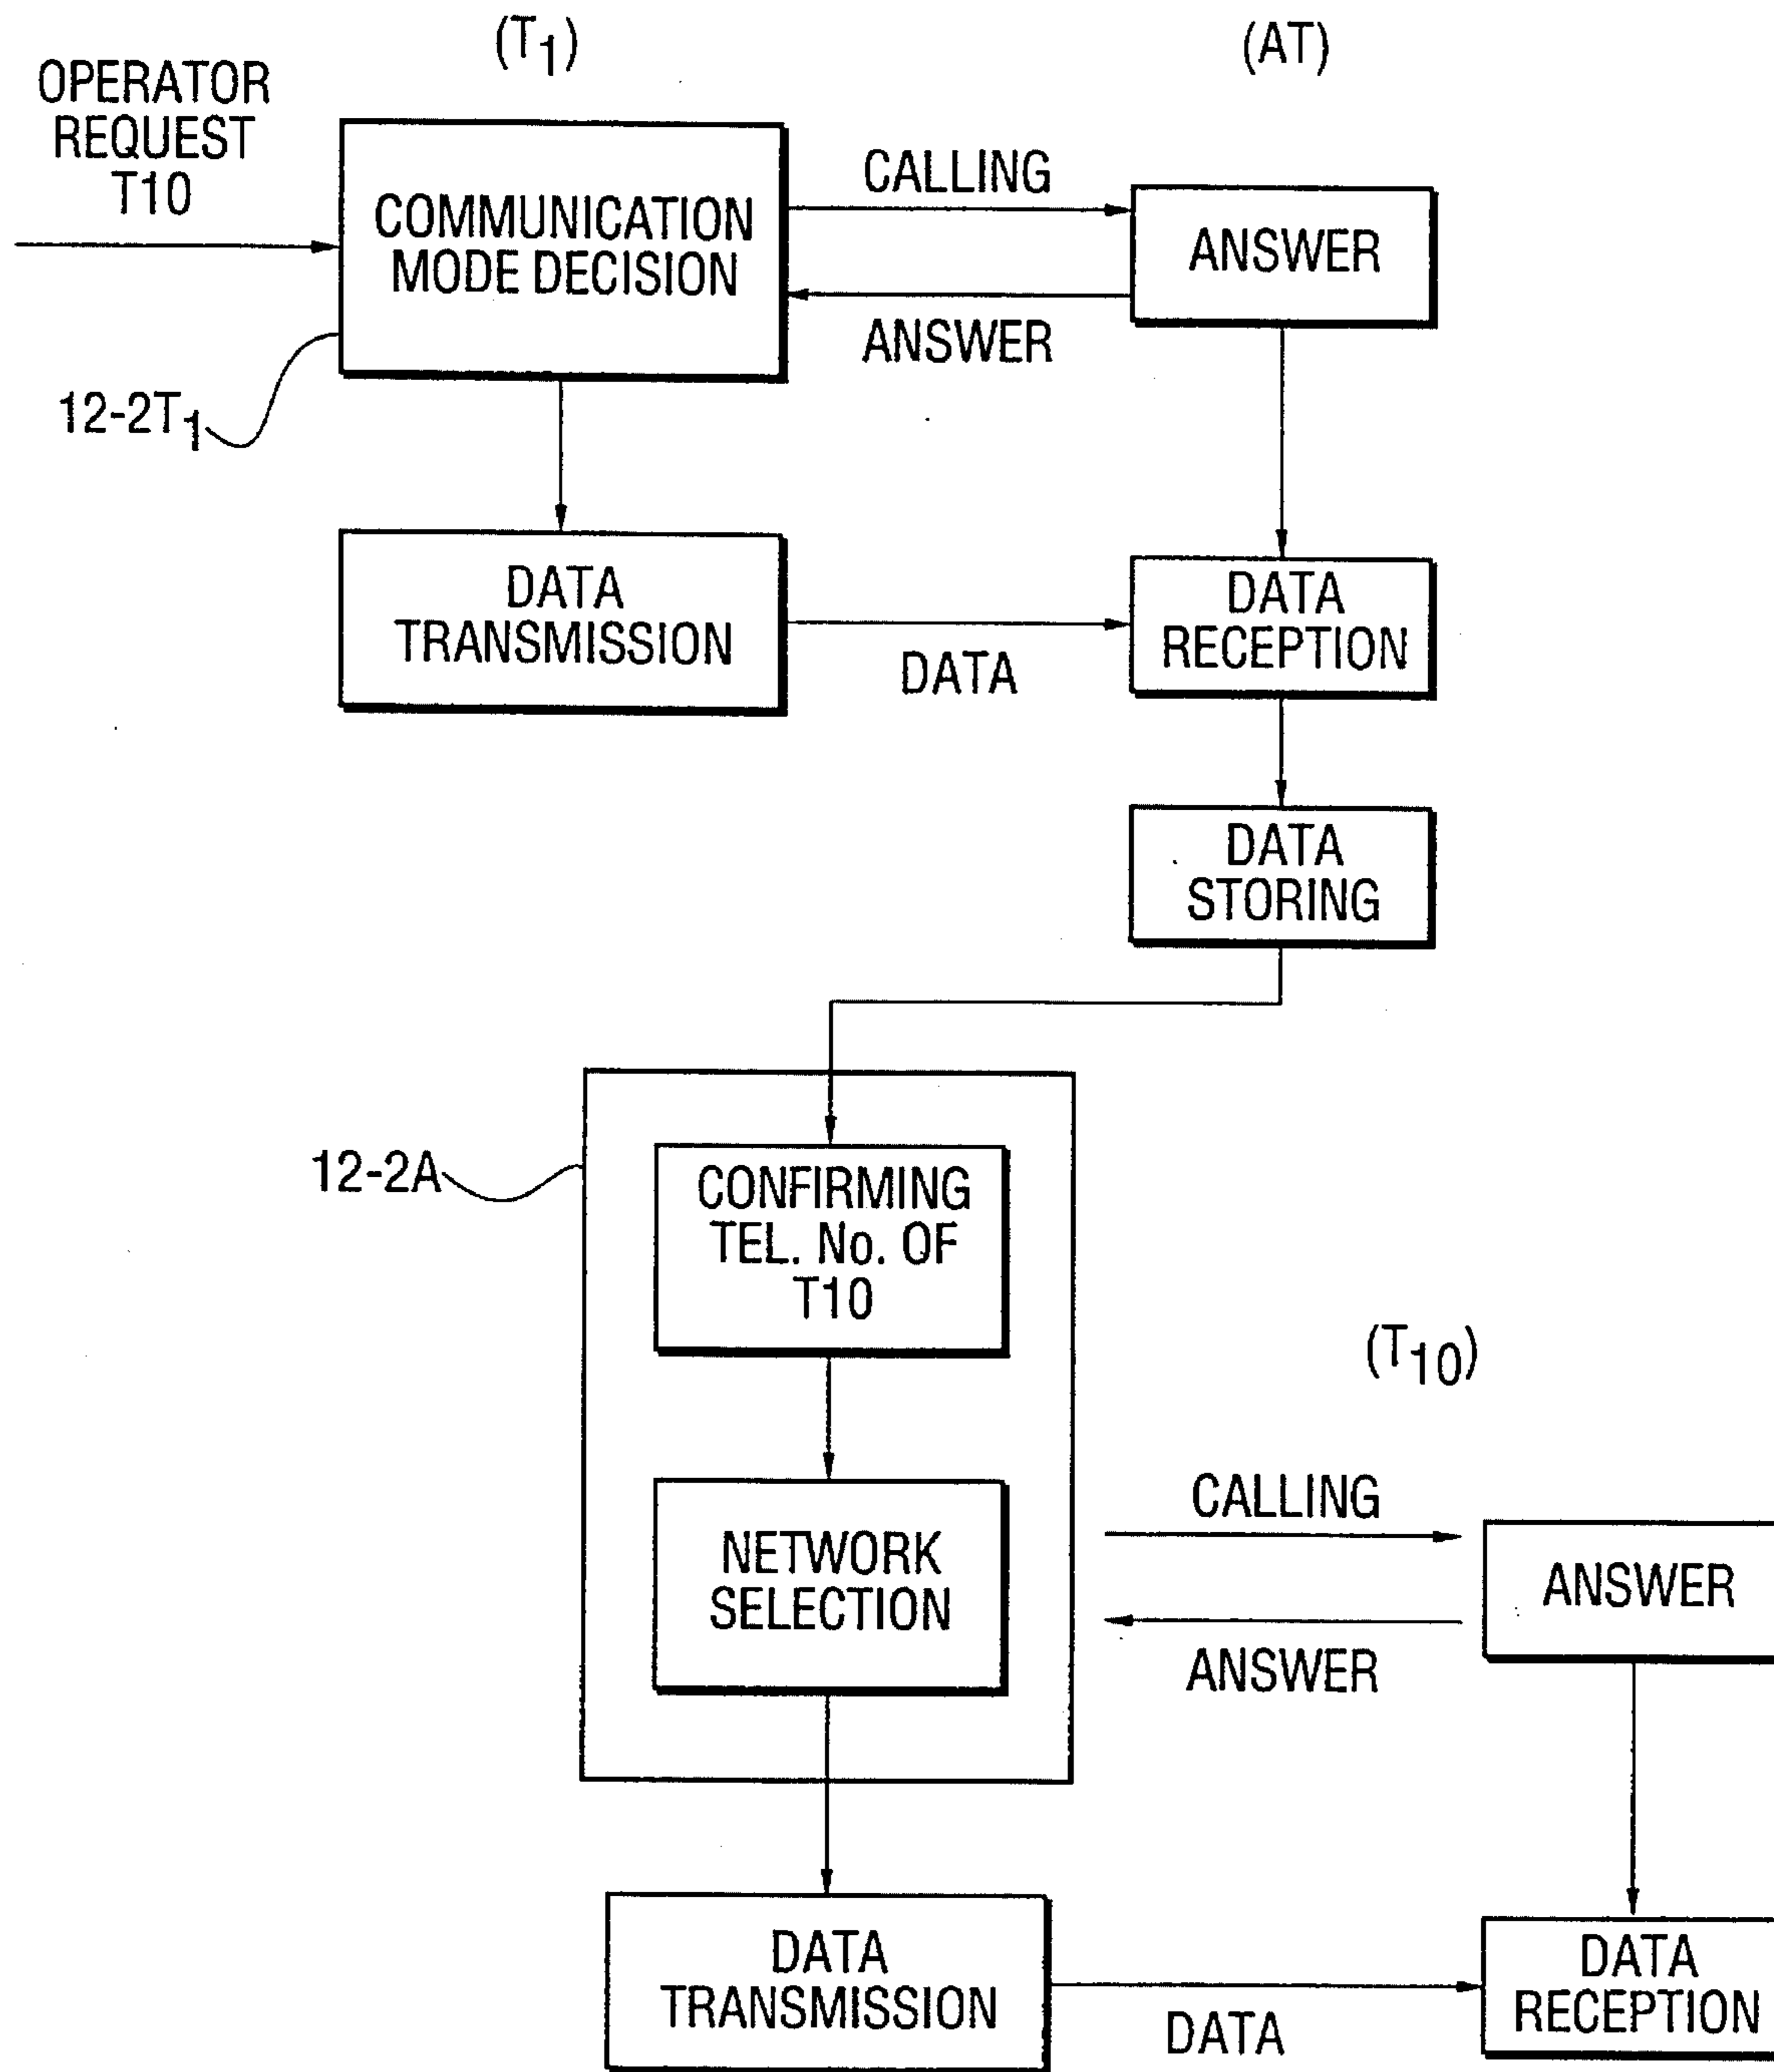 (T1)
(AT)
OPERATOR
REQUEST
T10
COMMUNICATION
MODE DECISION
CALLING
ANSWER
ANSWER
12-2T1
DATA
TRANSMISSION
DATA
DATA
RECEPTION
DATA
STORING
12-2A
CONFIRMING
TEL. No. OF
T10
(T10)
NETWORK
SELECTION
CALLING
ANSWER
ANSWER
DATA
TRANSMISSION
DATA
DATA
RECEPTION